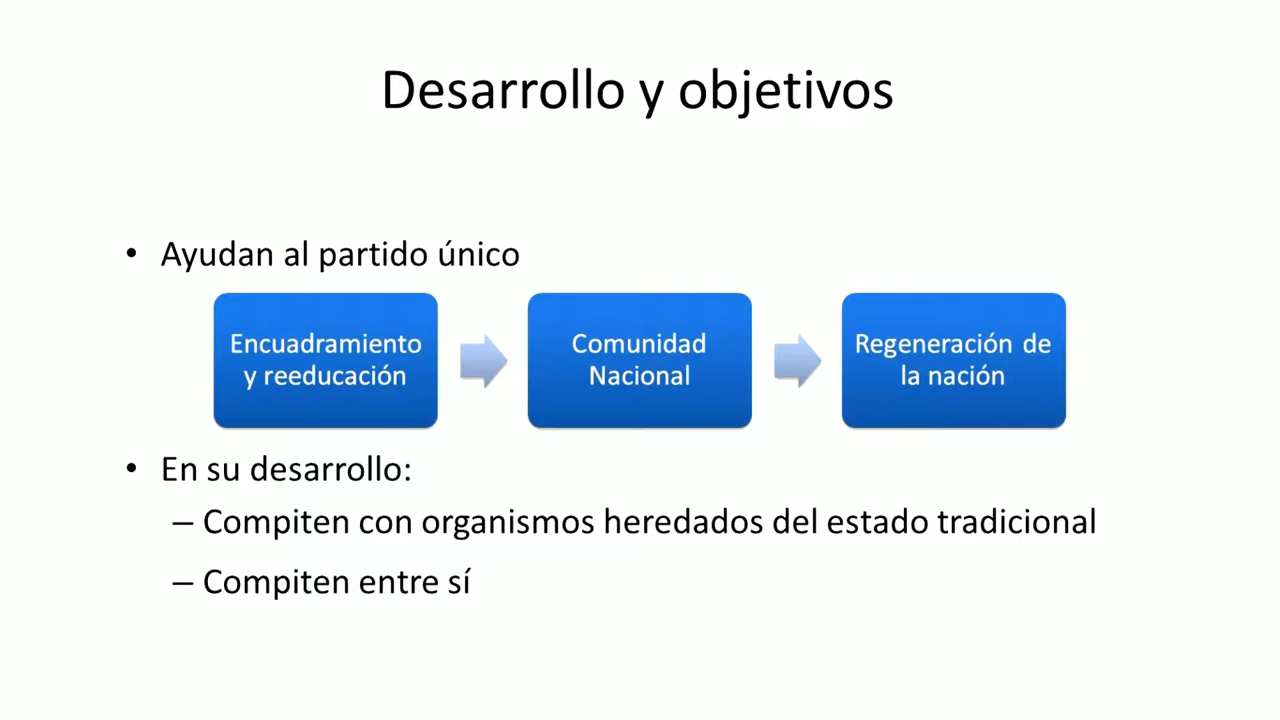 Desarrollo y objetivos
• Ayudan al partido único
Encuadramiento
y reeducación
Comunidad
Nacional
Regeneración de
la nación
• En su desarrollo:
– Compiten con organismos heredados del estado tradicional
– Compiten entre sí